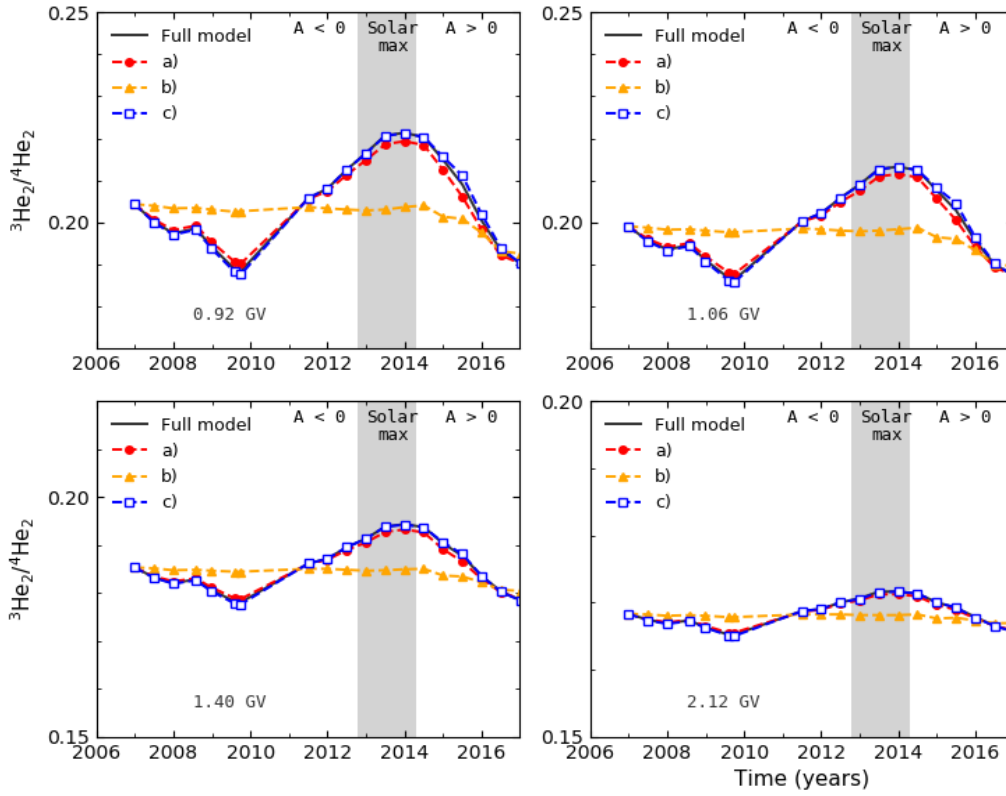 0.25
0.20
³He₂/⁴He₂
Full model
a)
b)
c)
A < 0
Solar
max
A > 0
0.92 GV
2006 2008 2010 2012 2014 2016
Full model
a)
b)
c)
A < 0
Solar
max
A > 0
1.06 GV
2006 2008 2010 2012 2014 2016
0.20
0.15
³He₂/⁴He₂
Full model
a)
b)
c)
A < 0
Solar
max
A > 0
1.40 GV
2006 2008 2010 2012 2014 2016
0.20
0.15
Full model
a)
b)
c)
A < 0
Solar
max
A > 0
2.12 GV
2006 2008 2010 2012 2014 2016
Time (years)